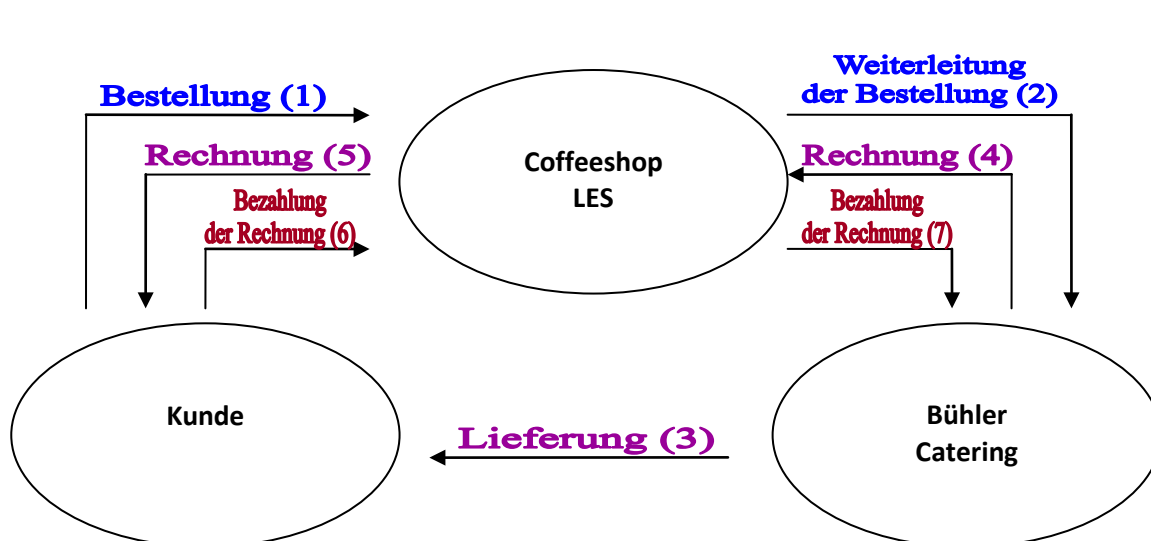 Bestellung (1)
Weiterleitung
der Bestellung (2)
Rechnung (5)
Coffeeshop
LES
Rechnung (4)
Bezahlung
der Rechnung (6)
Bezahlung
der Rechnung (7)
Kunde
Lieferung (3)
Bühler
Catering